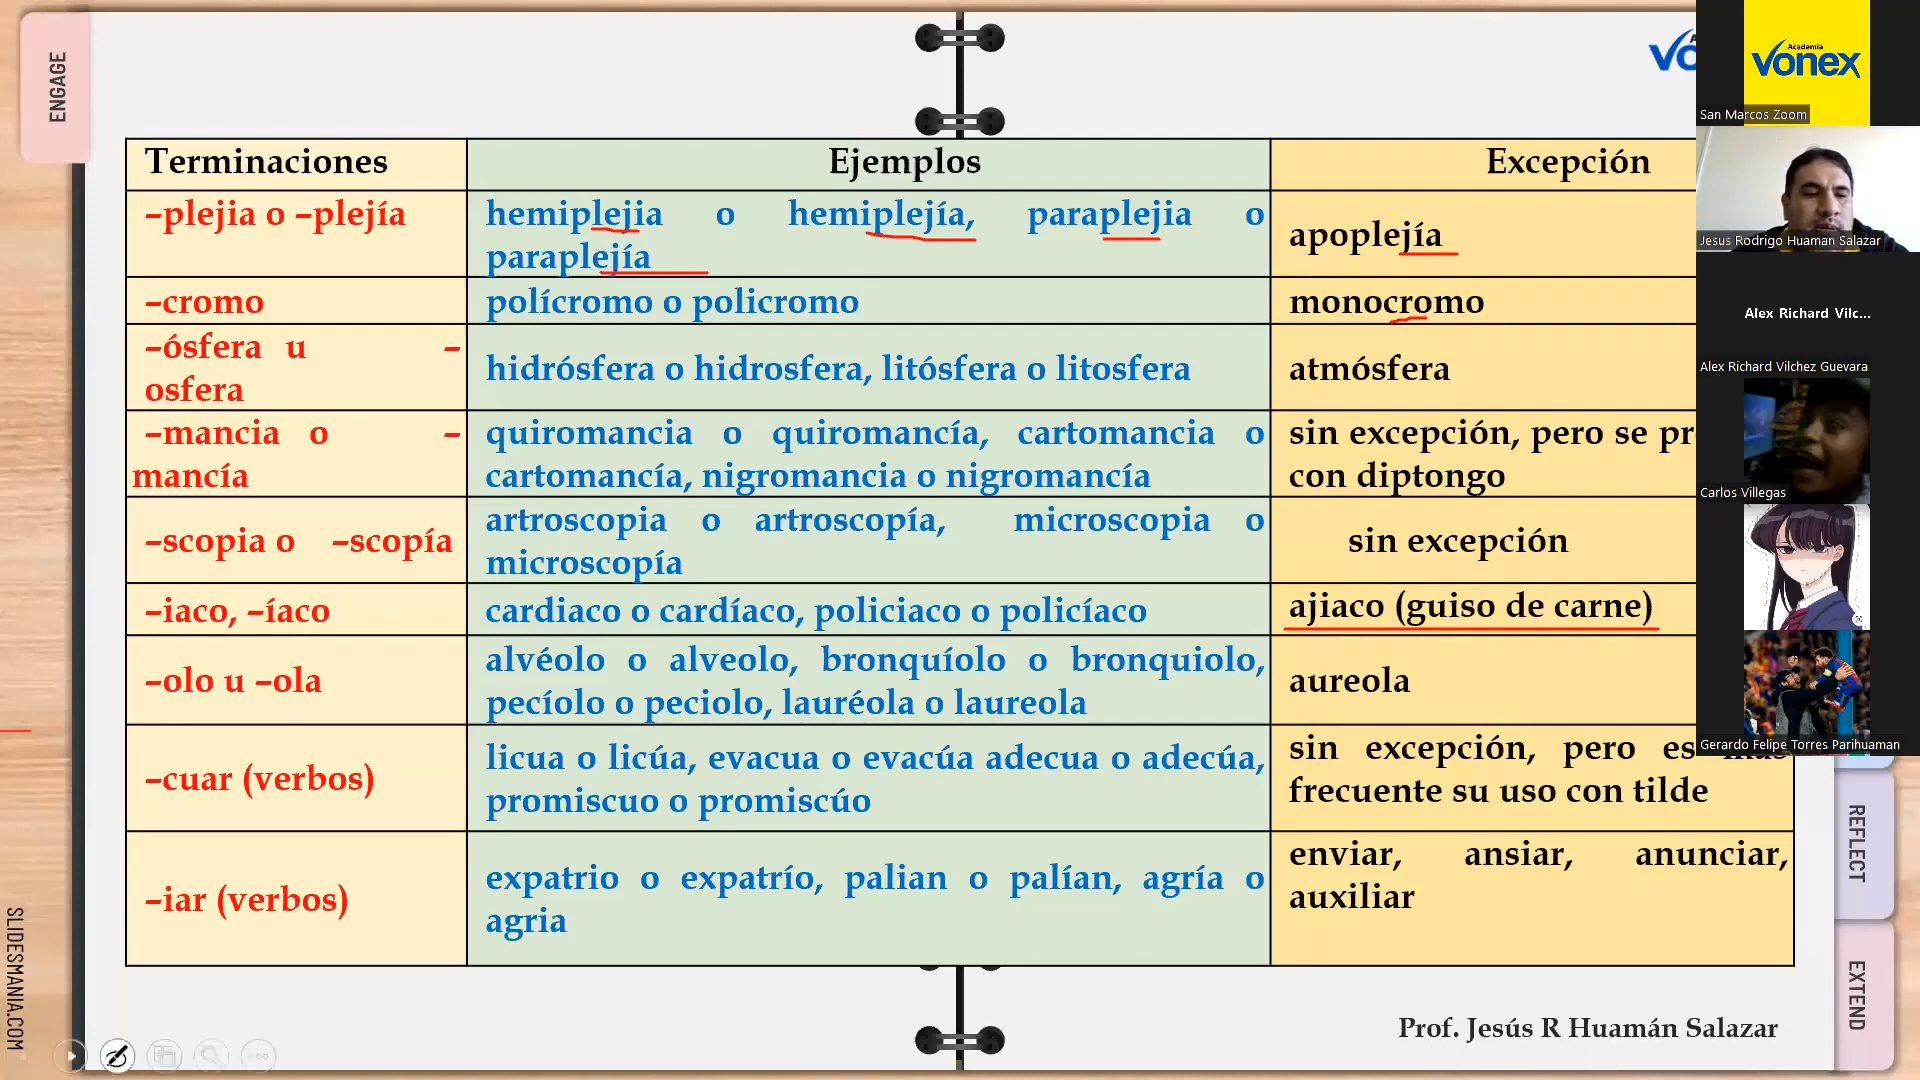 ENGAGE
Terminaciones
Ejemplos
Excepción
–plejia o –plejía
hemiplejia o hemiplejía, paraplejia o
paraplejía
apoplejía
–cromo
polícromo o policromo
monocromo
–ósfera u –
osfera
hidrósfera o hidrosfera, litósfera o litosfera
atmósfera
–mancia o –
mancía
quiromancia o quiromancía, cartomancia o
cartomancía, nigromancia o nigromancía
sin excepción, pero se pr
con diptongo
–scopia o –scopía
artroscopia o artroscopía, microscopia o
microscopía
sin excepción
–iaco, –íaco
cardiaco o cardíaco, policiaco o policíaco
ajiaco (guiso de carne)
–olo u –ola
alvéolo o alveolo, bronquíolo o bronquiolo,
pecíolo o peciolo, lauréola o laureola
aureola
–cuar (verbos)
licua o licúa, evacua o evacúa adecua o adecúa,
promiscuo o promiscúo
sin excepción, pero es más
frecuente su uso con tilde
–iar (verbos)
expatrio o expatrío, palian o palían, agría o
agria
enviar, ansiar, anunciar,
auxiliar
Prof. Jesús R Huamán Salazar
SLIDESMANIA.COM
REFLECT
EXTEND
Academia
vonex
San Marcos Zoom
Jesus Rodrigo Huaman Salazar
Alex Richard Vilc...
Alex Richard Vilchez Guevara
Carlos Villegas
Gerardo Felipe Torres Parihuaman